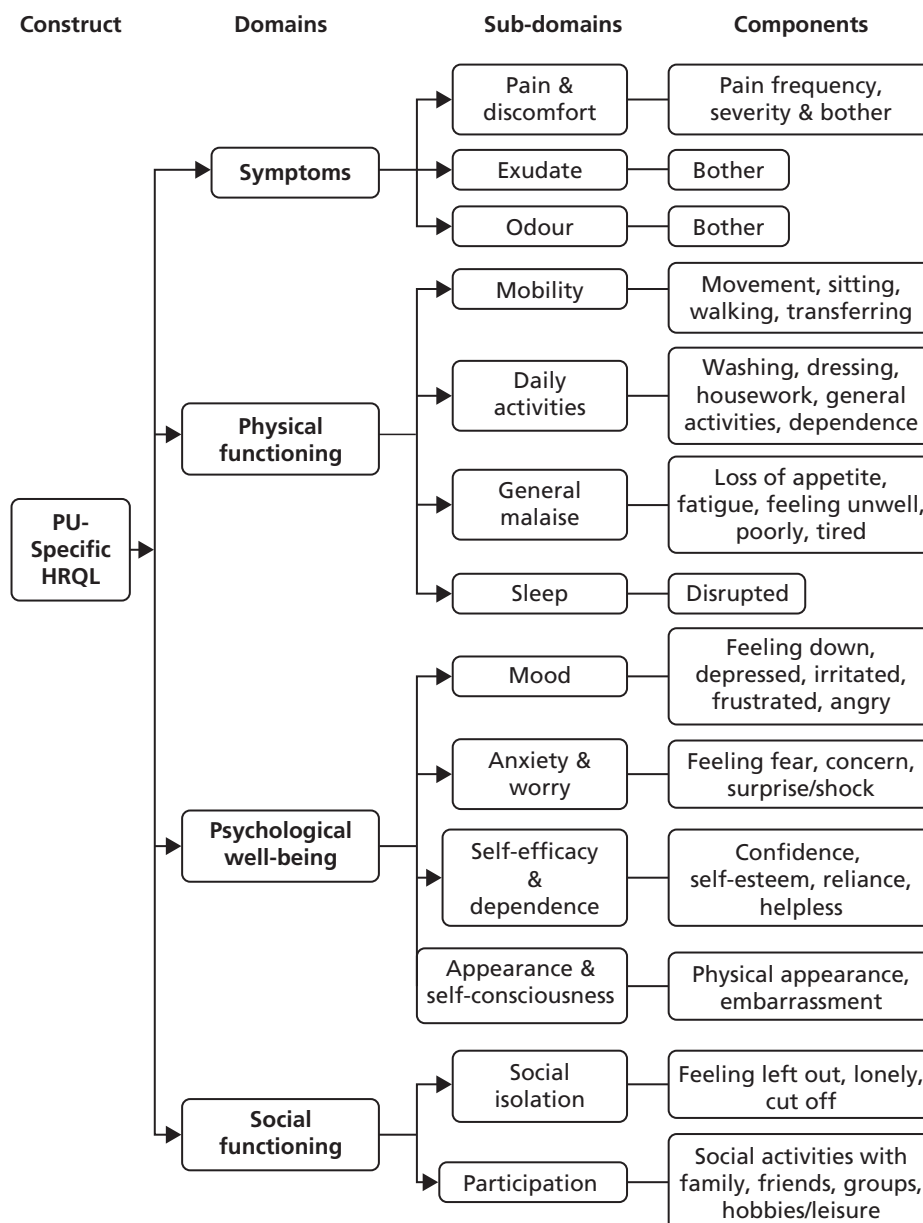 Construct Domains Sub-domains Components
Pain &
discomfort
Pain frequency,
severity & bother
Symptoms
Exudate
Bother
Odour
Bother
Mobility
Movement, sitting,
walking, transferring
Daily
activities
Washing, dressing,
housework, general
activities, dependence
Physical
functioning
General
malaise
Loss of appetite,
fatigue, feeling unwell,
poorly, tired
PU-
Specific
HRQL
Sleep
Disrupted
Mood
Feeling down,
depressed, irritated,
frustrated, angry
Anxiety &
worry
Feeling fear, concern,
surprise/shock
Psychological
well-being
Self-efficacy
&
dependence
Confidence,
self-esteem, reliance,
helpless
Appearance &
self-consciousness
Physical appearance,
embarrassment
Social
isolation
Feeling left out, lonely,
cut off
Social
functioning
Participation
Social activities with
family, friends, groups,
hobbies/leisure